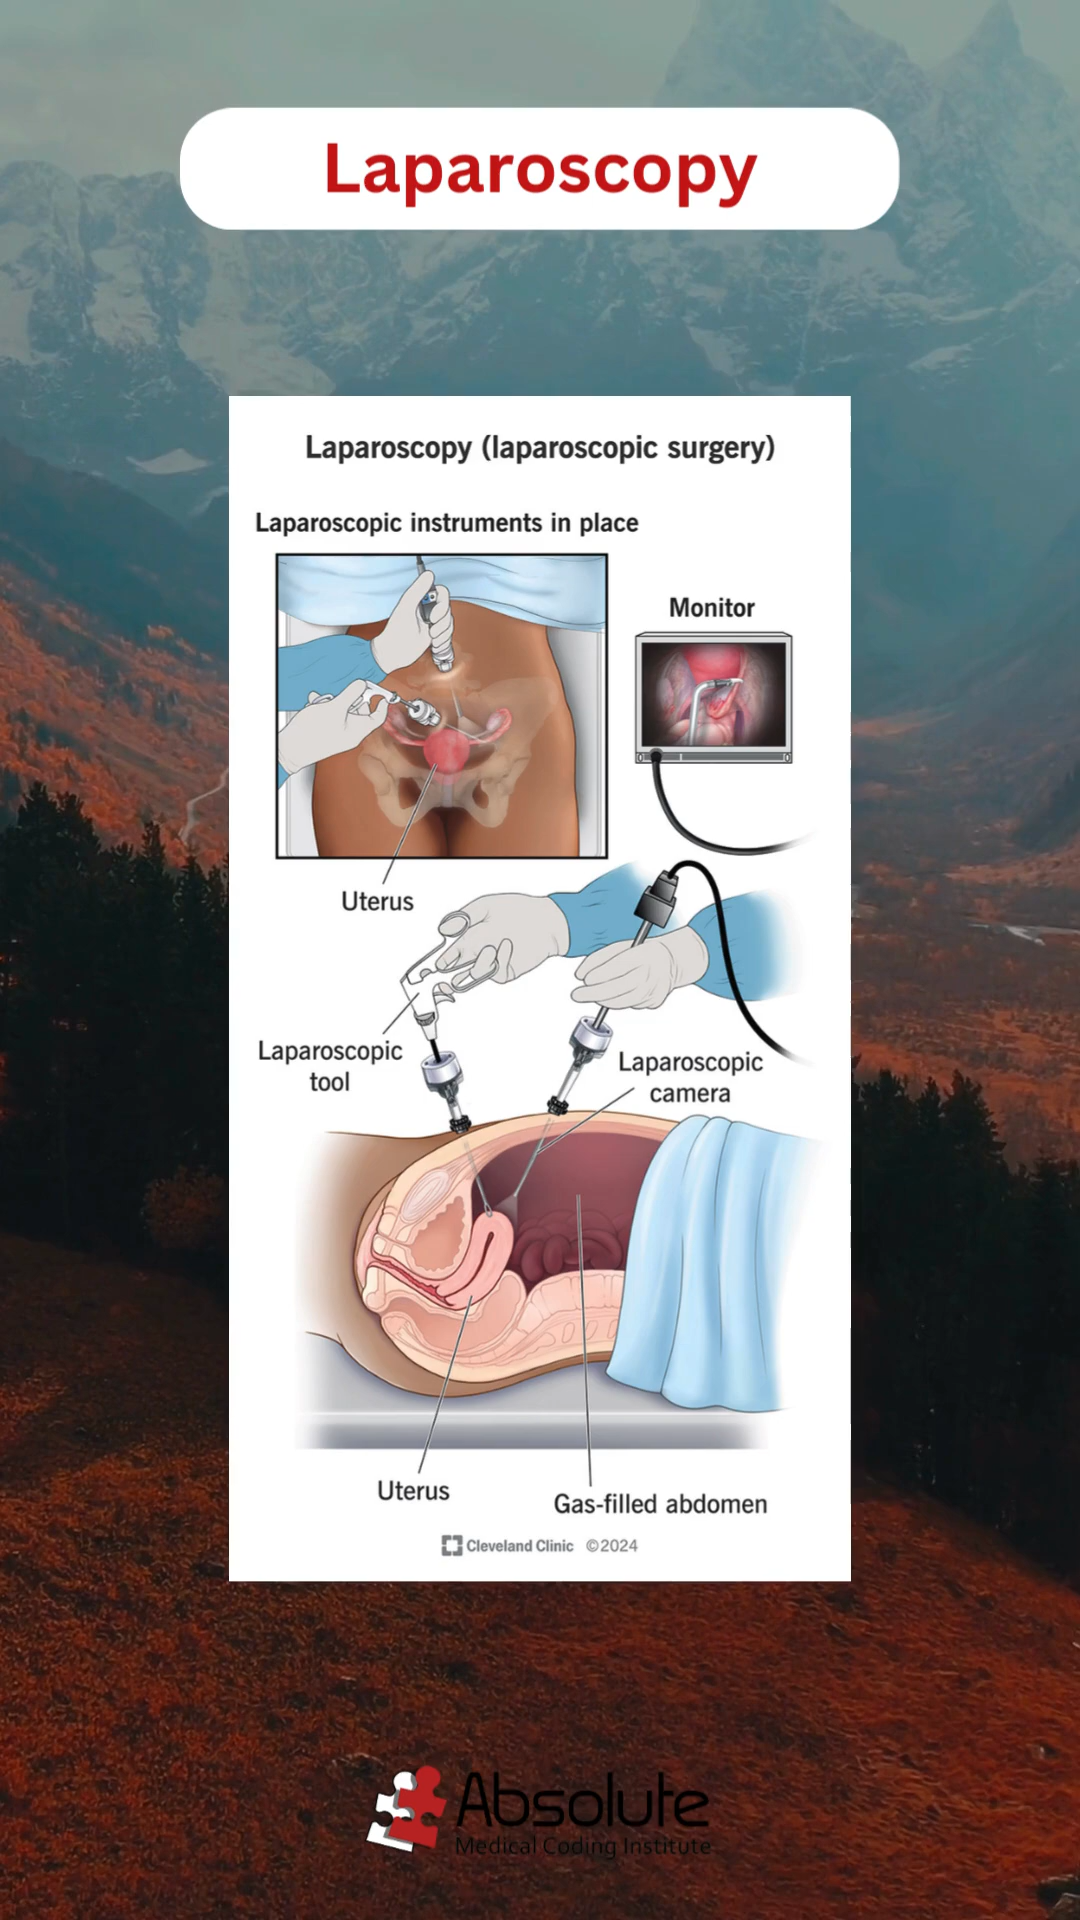 Laparoscopy
Laparoscopy (laparoscopic surgery)
Laparoscopic instruments in place
Monitor
Uterus
Laparoscopic
tool
Laparoscopic
camera
Uterus
Gas-filled abdomen
Cleveland Clinic ©2024
Absolute
Medical Coding Institute